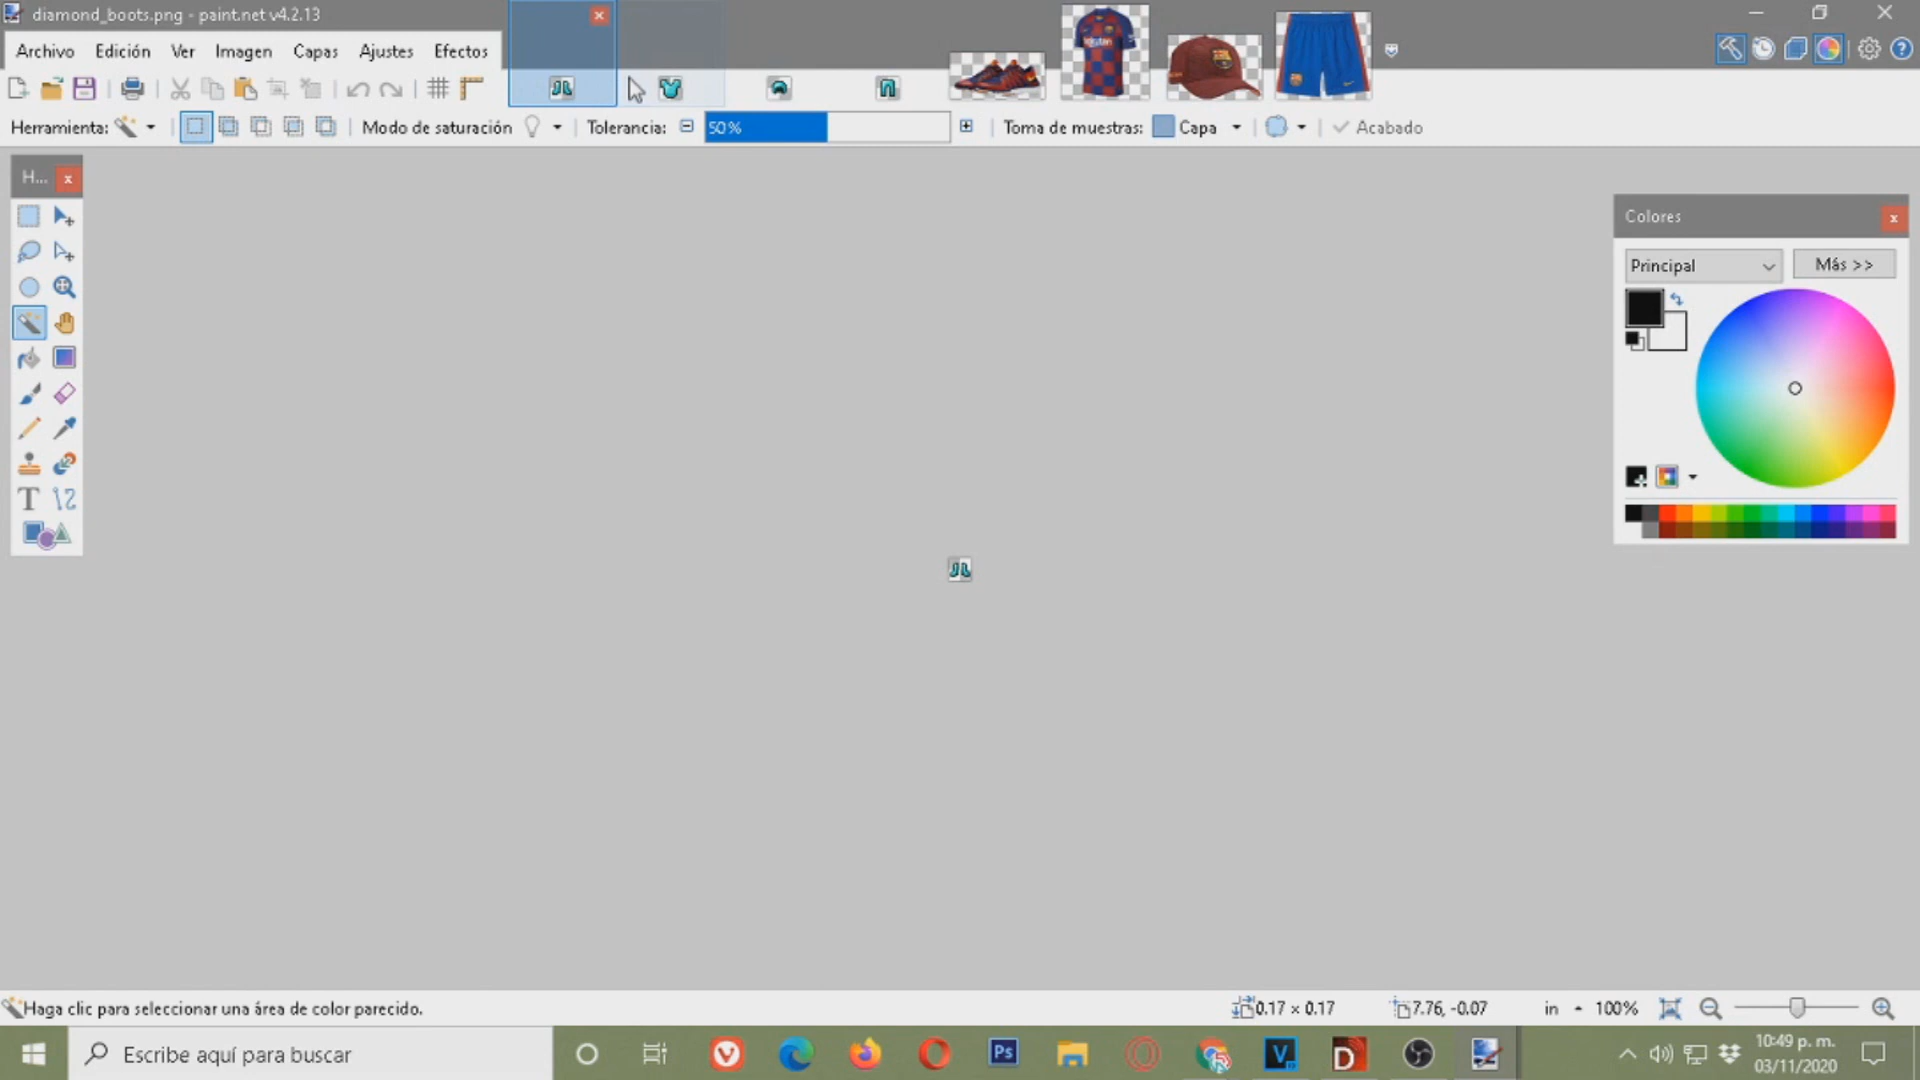 diamond_boots.png - paint.net v4.2.13
Archivo Edición Ver Imagen Capas Ajustes Efectos
Herramienta: Modo de saturación Tolerancia: 50% Toma de muestras: Capa Acabado
H...
Colores
Principal Más >>
Haga clic para seleccionar una área de color parecido. 0.17 × 0.17 7.76, -0.07 in 100%
Escribe aquí para buscar
Ps
10:49 p. m.
03/11/2020